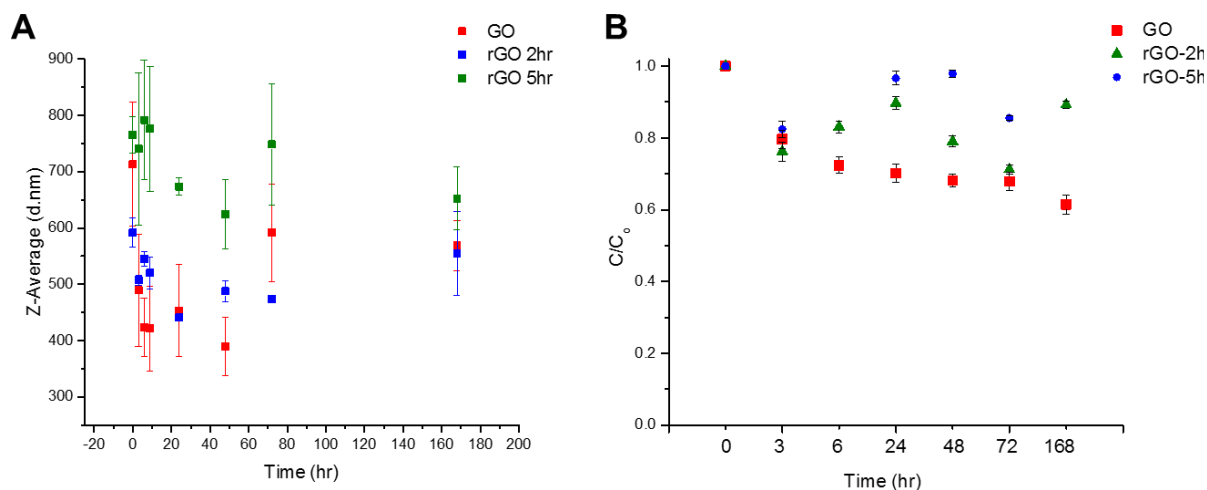 A
GO
rGO 2hr
rGO 5hr
900
800
700
600
500
400
300
Z-Average (d.nm)
-20 0 20 40 60 80 100 120 140 160 180 200
Time (hr)
B
GO
rGO-2h
rGO-5h
1.0
0.8
0.6
0.4
0.2
0.0
C/C₀
0 3 6 24 48 72 168
Time (hr)